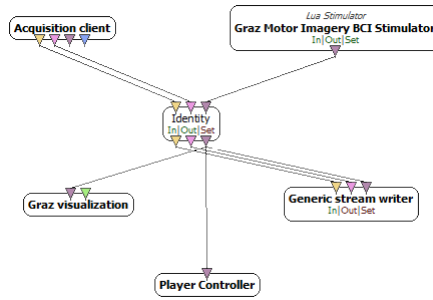 Acquisition client
Lua Stimulator
Graz Motor Imagery BCI Stimulator
In|Out|Set
Identity
In|Out|Set
Graz visualization
Generic stream writer
In|Out|Set
Player Controller